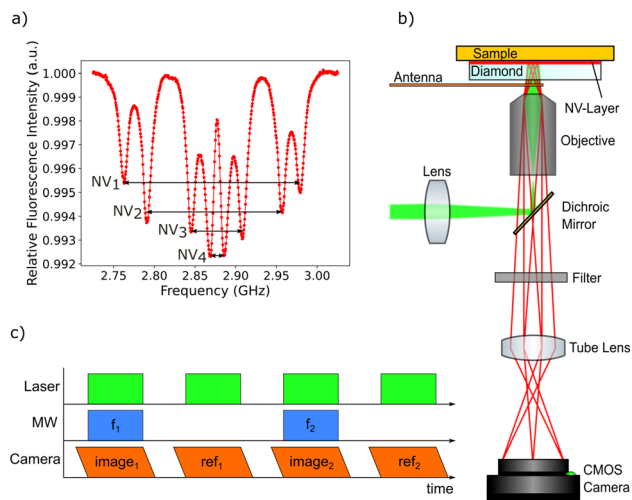 a)
Relative Fluorescence Intensity (a.u.)
1.000
0.999
0.998
0.997
0.996
0.995
0.994
0.993
0.992
NV₁
NV₂
NV₃
NV₄
2.75
2.80
2.85
2.90
2.95
3.00
Frequency (GHz)
b)
Sample
Diamond
Antenna
NV-Layer
Objective
Lens
Dichroic
Mirror
Filter
Tube Lens
CMOS
Camera
c)
Laser
MW
f₁
f₂
Camera
image₁
ref₁
image₂
ref₂
time